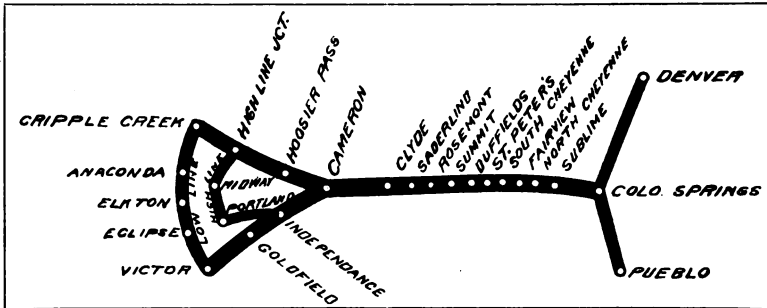 HIGH LINE JCT.
HOOSIER PASS
CAMERON
CLYDE
SADERLIND
ROSEMONT
SUMMIT
DUFFIELDS
ST. PETER'S
SOUTH CHEYENNE
FAIRVIEW
NORTH CHEYENNE
SUBLIME
DENVER
CRIPPLE CREEK
ANACONDA
ELKTON
ECLIPSE
VICTOR
LOW LINE
HIGH LINE
MIDWAY
PORTLAND
INDEPENDANCE
GOLDFIELD
COLO. SPRINGS
PUEBLO